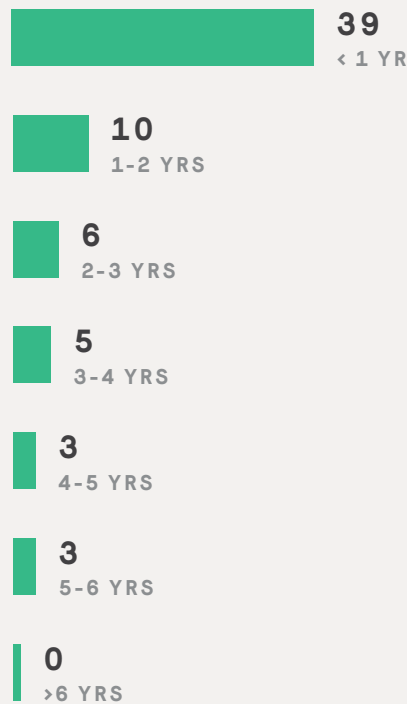 39
< 1 YR
10
1-2 YRS
6
2-3 YRS
5
3-4 YRS
3
4-5 YRS
3
5-6 YRS
0
>6 YRS